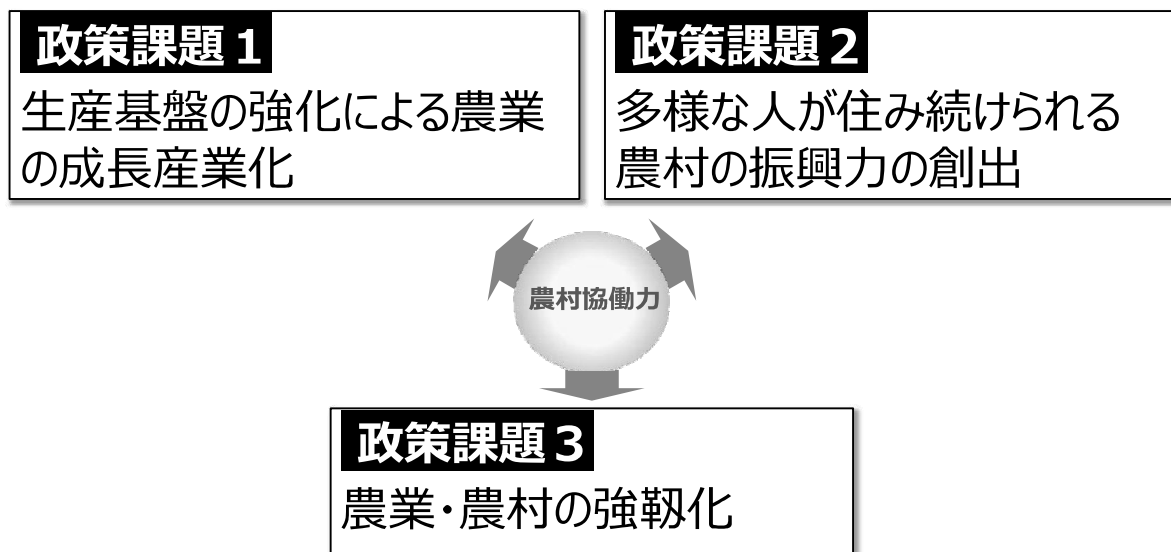 政策課題1
生産基盤の強化による農業
の成長産業化
政策課題2
多様な人が住み続けられる
農村の振興力の創出
農村協働力
政策課題3
農業・農村の強靱化